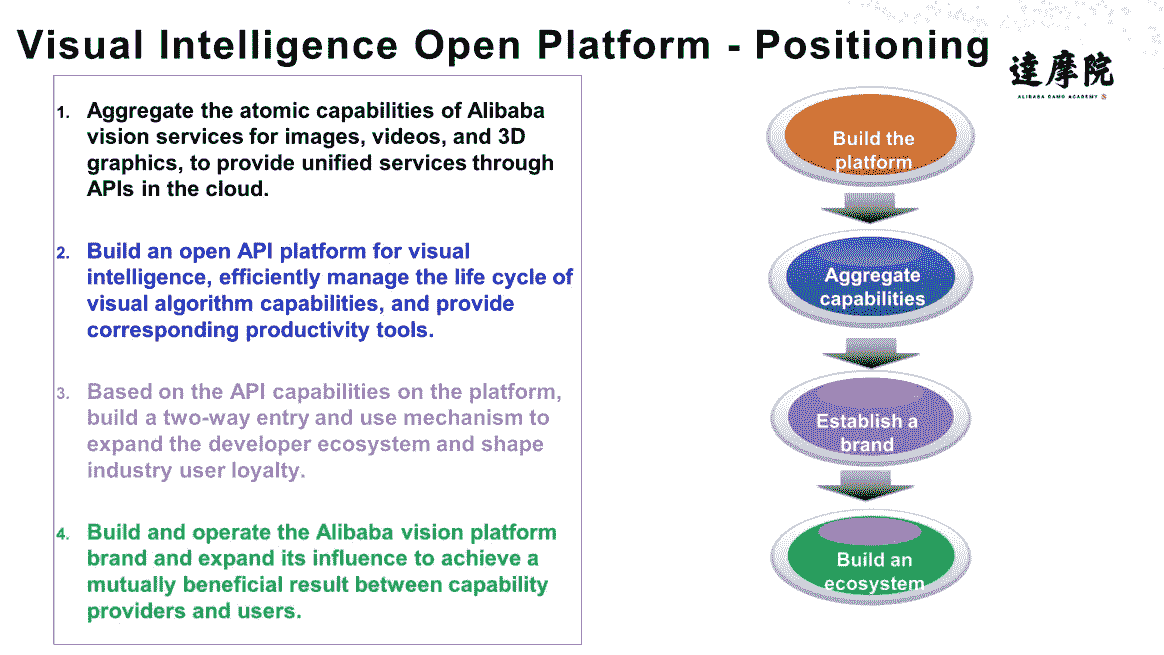 Visual Intelligence Open Platform - Positioning
達摩院
ALIBABA DAMO ACADEMY
1. Aggregate the atomic capabilities of Alibaba
vision services for images, videos, and 3D
graphics, to provide unified services through
APIs in the cloud.
2. Build an open API platform for visual
intelligence, efficiently manage the life cycle of
visual algorithm capabilities, and provide
corresponding productivity tools.
3. Based on the API capabilities on the platform,
build a two-way entry and use mechanism to
expand the developer ecosystem and shape
industry user loyalty.
4. Build and operate the Alibaba vision platform
brand and expand its influence to achieve a
mutually beneficial result between capability
providers and users.
Build the
platform
Aggregate
capabilities
Establish a
brand
Build an
ecosystem